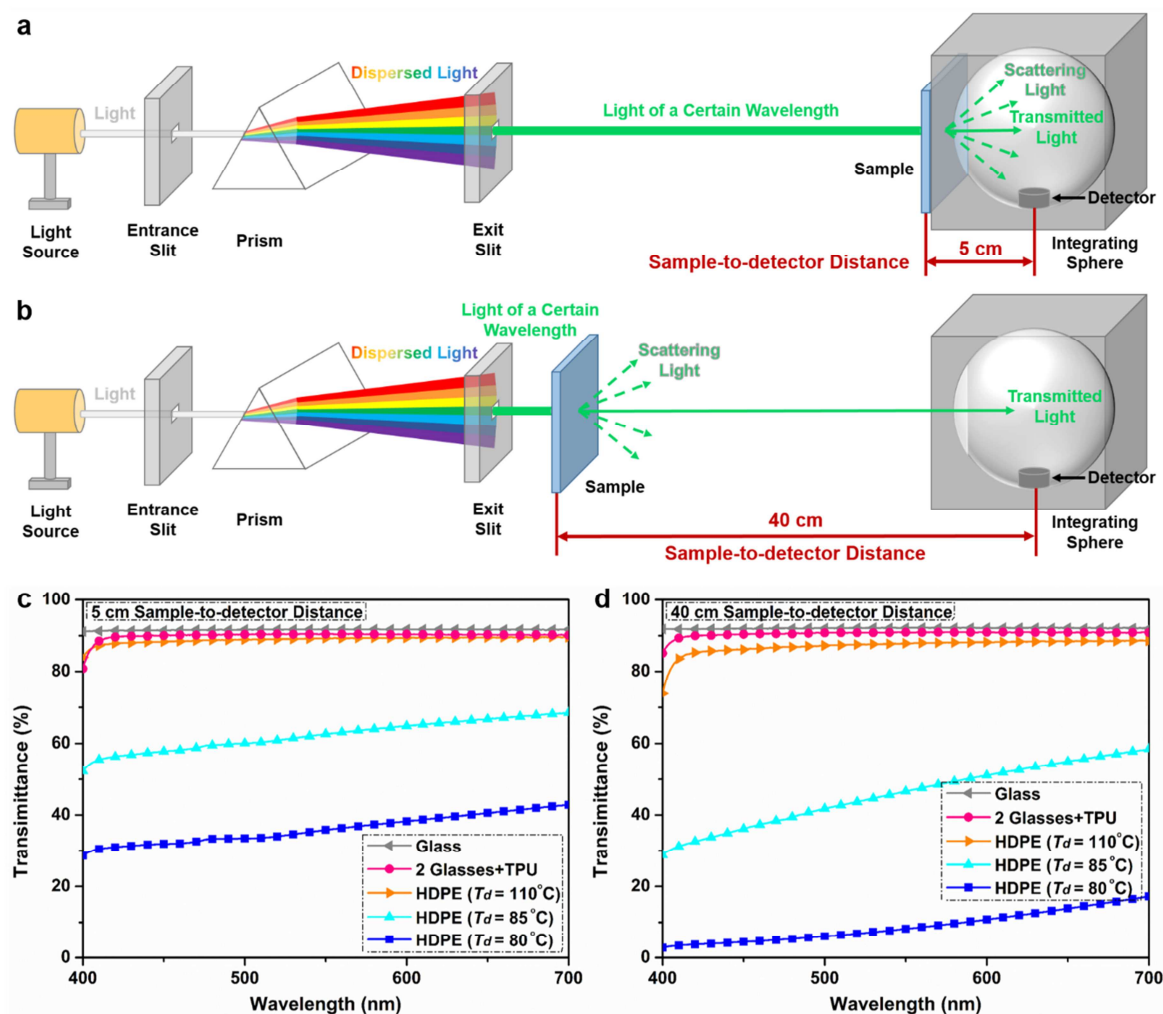 a
Dispersed Light
Light
Light of a Certain Wavelength
Scattering
Light
Transmitted
Light
Sample
Detector
Light
Source
Entrance
Slit
Prism
Exit
Slit
5 cm
Sample-to-detector Distance
Integrating
Sphere
b
Light of a Certain
Wavelength
Dispersed Light
Light
Scattering
Light
Transmitted
Light
Detector
Light
Source
Entrance
Slit
Prism
Exit
Slit
Sample
40 cm
Sample-to-detector Distance
Integrating
Sphere
c
5 cm Sample-to-detector Distance
100
80
60
40
20
0
Transimittance (%)
Glass
2 Glasses+TPU
HDPE (Td = 110°C)
HDPE (Td = 85°C)
HDPE (Td = 80°C)
400 500 600 700
Wavelength (nm)
d
40 cm Sample-to-detector Distance
100
80
60
40
20
0
Transimittance (%)
Glass
2 Glasses+TPU
HDPE (Td = 110°C)
HDPE (Td = 85°C)
HDPE (Td = 80°C)
400 500 600 700
Wavelength (nm)